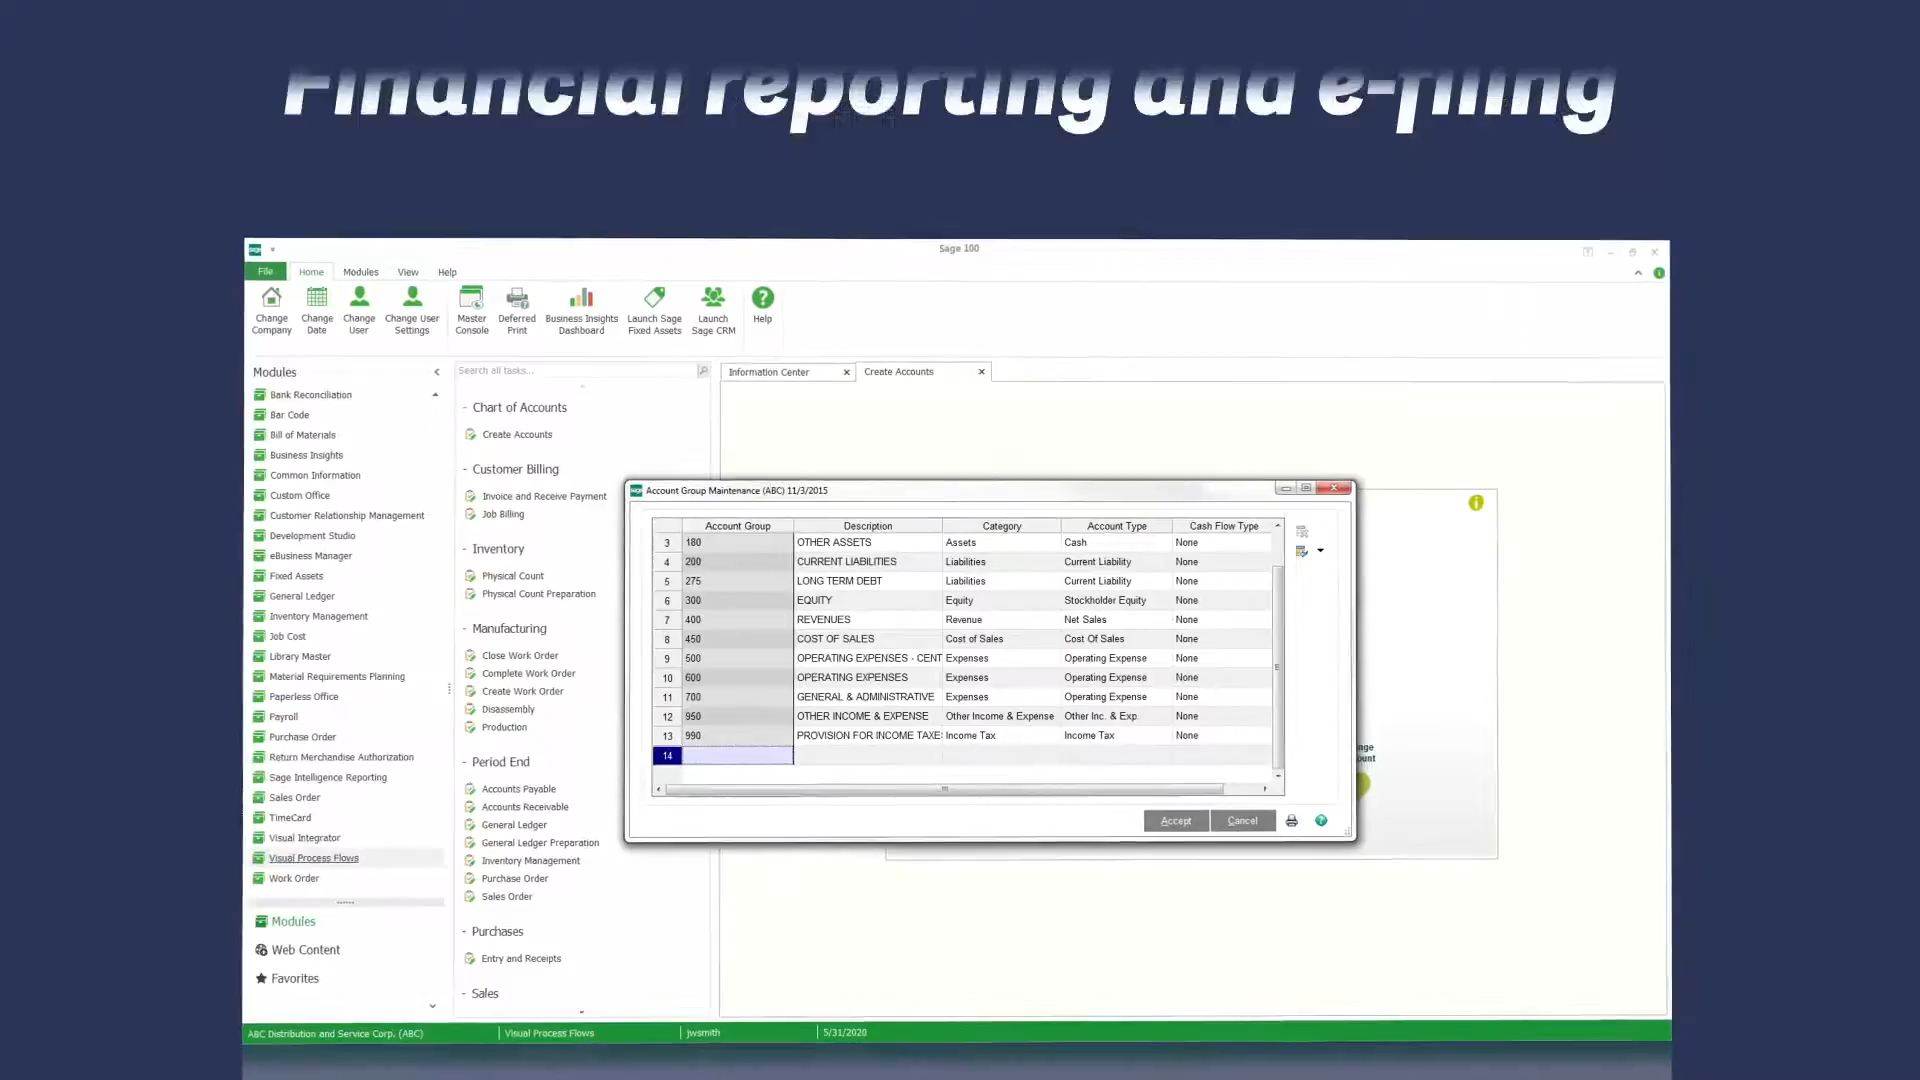 Financial reporting and e-filing
Sage 100
File Home Modules View Help
Change Company
Change Date
Change User
Change User Settings
Master Console
Deferred Print
Business Insights Dashboard
Launch Sage Fixed Assets
Launch Sage CRM
Help
Modules
Bank Reconciliation
Bar Code
Bill of Materials
Business Insights
Common Information
Custom Office
Customer Relationship Management
Development Studio
eBusiness Manager
Fixed Assets
General Ledger
Inventory Management
Job Cost
Library Master
Material Requirements Planning
Paperless Office
Payroll
Purchase Order
Return Merchandise Authorization
Sage Intelligence Reporting
Sales Order
TimeCard
Visual Integrator
Visual Process Flows
Work Order
Modules
Web Content
Favorites
Search all tasks...
- Chart of Accounts
Create Accounts
- Customer Billing
Invoice and Receive Payment
Job Billing
- Inventory
Physical Count
Physical Count Preparation
- Manufacturing
Close Work Order
Complete Work Order
Create Work Order
Disassembly
Production
- Period End
Accounts Payable
Accounts Receivable
General Ledger
General Ledger Preparation
Inventory Management
Purchase Order
Sales Order
- Purchases
Entry and Receipts
- Sales
Information Center
Create Accounts
Account Group Maintenance (ABC) 11/3/2015
Account Group Description Category Account Type Cash Flow Type
3 180 OTHER ASSETS Assets Cash None
4 200 CURRENT LIABILITIES Liabilities Current Liability None
5 275 LONG TERM DEBT Liabilities Current Liability None
6 300 EQUITY Equity Stockholder Equity None
7 400 REVENUES Revenue Net Sales None
8 450 COST OF SALES Cost of Sales Cost Of Sales None
9 500 OPERATING EXPENSES - CENT Expenses Operating Expense None
10 600 OPERATING EXPENSES Expenses Operating Expense None
11 700 GENERAL & ADMINISTRATIVE Expenses Operating Expense None
12 950 OTHER INCOME & EXPENSE Other Income & Expense Other Inc. & Exp. None
13 990 PROVISION FOR INCOME TAXES Income Tax Income Tax None
14
Accept Cancel
nge
ount
ABC Distribution and Service Corp. (ABC) Visual Process Flows jwsmith 5/31/2020